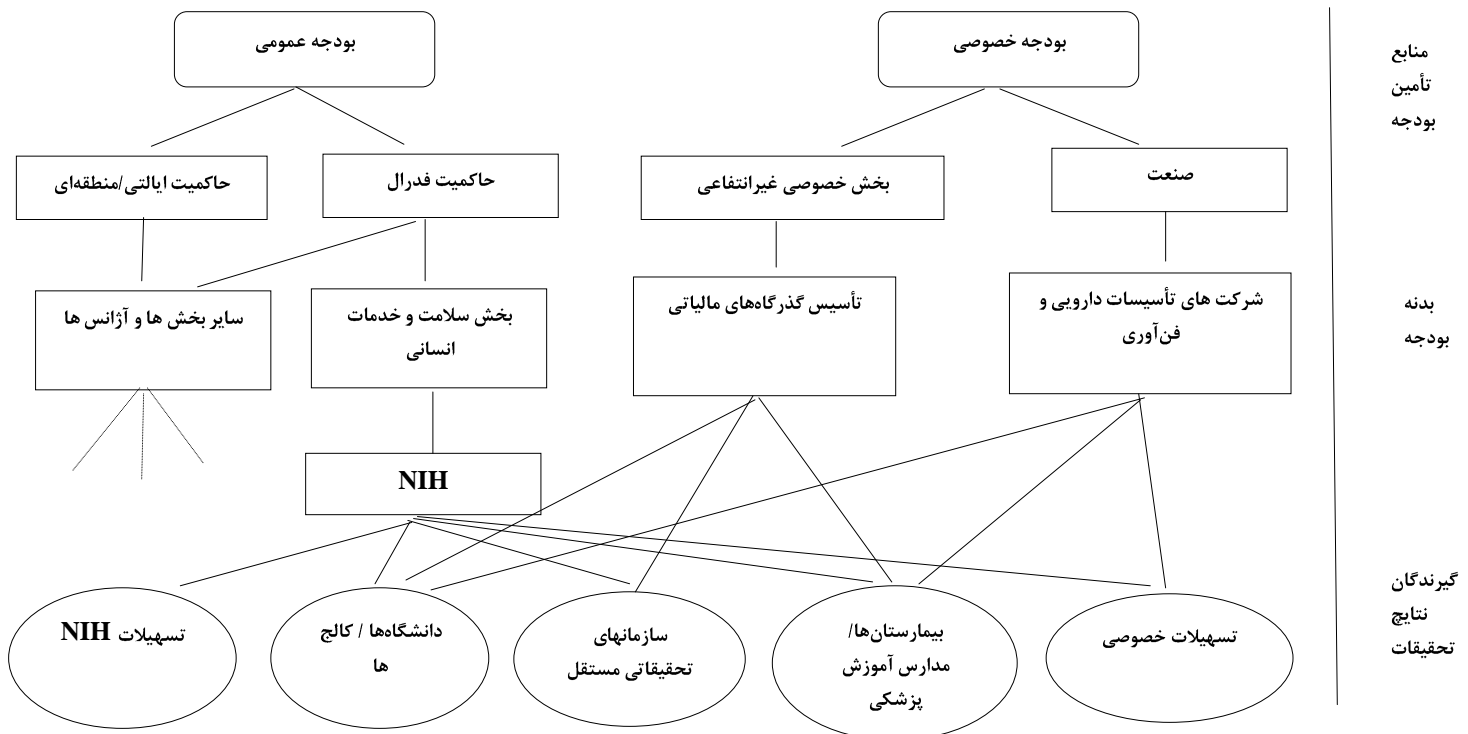 بودجه خصوصی
بودجه عمومی
منابع
تأمین
بودجه
صنعت
بخش خصوصی غیرانتفاعی
حاکمیت فدرال
حاکمیت ایالتی/منطقه‌ای
شرکت های تأسیسات دارویی و
فن‌آوری
تأسیس گذرگاه‌های مالیاتی
بخش سلامت و خدمات
انسانی
سایر بخش ها و آژانس ها
بدنه
بودجه
NIH
گیرندگان
نتایج
تحقیقات
تسهیلات خصوصی
بیمارستان‌ها/
مدارس آموزش
پزشکی
سازمانهای
تحقیقاتی مستقل
دانشگاه‌ها / کالج
ها
تسهیلات NIH